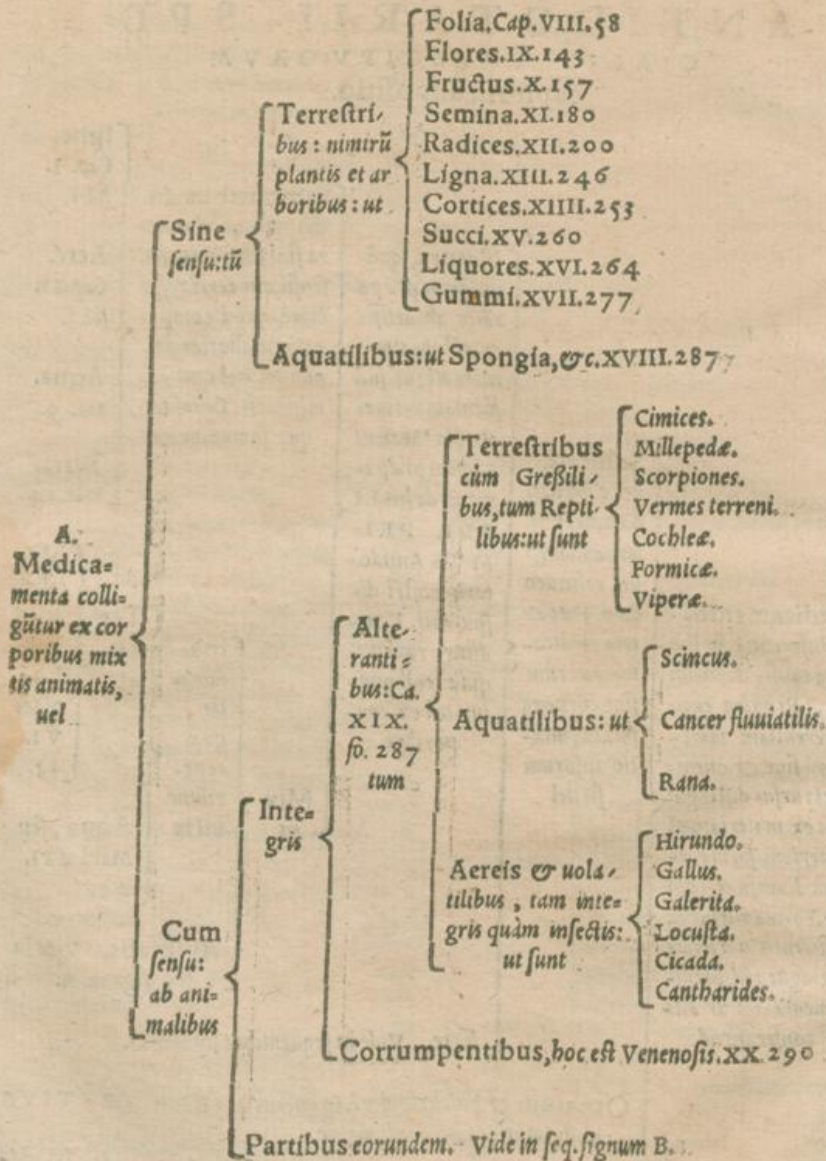 A.
Medica=
menta colli=
gūtur ex cor
poribus mix
tis animatis,
uel
Sine
ſenſu:tū
Terreſtri,
bus : nimirū
plantis et ar
boribus : ut
Folia.Cap.VIII.58
Flores.IX.143
Fructus.X.157
Semina.XI.180
Radices.XII.200
Ligna.XIII.246
Cortices.XIIII.253
Succi.XV.260
Liquores.XVI.264
Gummi.XVII.277
Aquatilibus:ut Spongia,&c.XVIII.287
Cum
ſenſu:
ab ani=
malibus
Inte=
gris
Alte,
ranti=
bus:Ca.
XIX.
fo. 287
tum
Terreſtribus
cùm Greßili,
bus,tum Repti,
libus:ut ſunt
Cimices.
Millepedæ.
Scorpiones.
Vermes terreni.
Cochleæ.
Formicæ.
Viperæ.
Aquatilibus: ut
Scincus.
Cancer fluuiatilis.
Rana.
Aereis & uola,
tilibus , tam inte=
gris quàm inſectis:
ut ſunt
Hirundo.
Gallus.
Galerita.
Locuſta.
Cicada.
Cantharides.
Corrumpentibus,hoc eſt Venenoſis.XX.290
Partibus eorundem. Vide in ſeq.ſignum B.